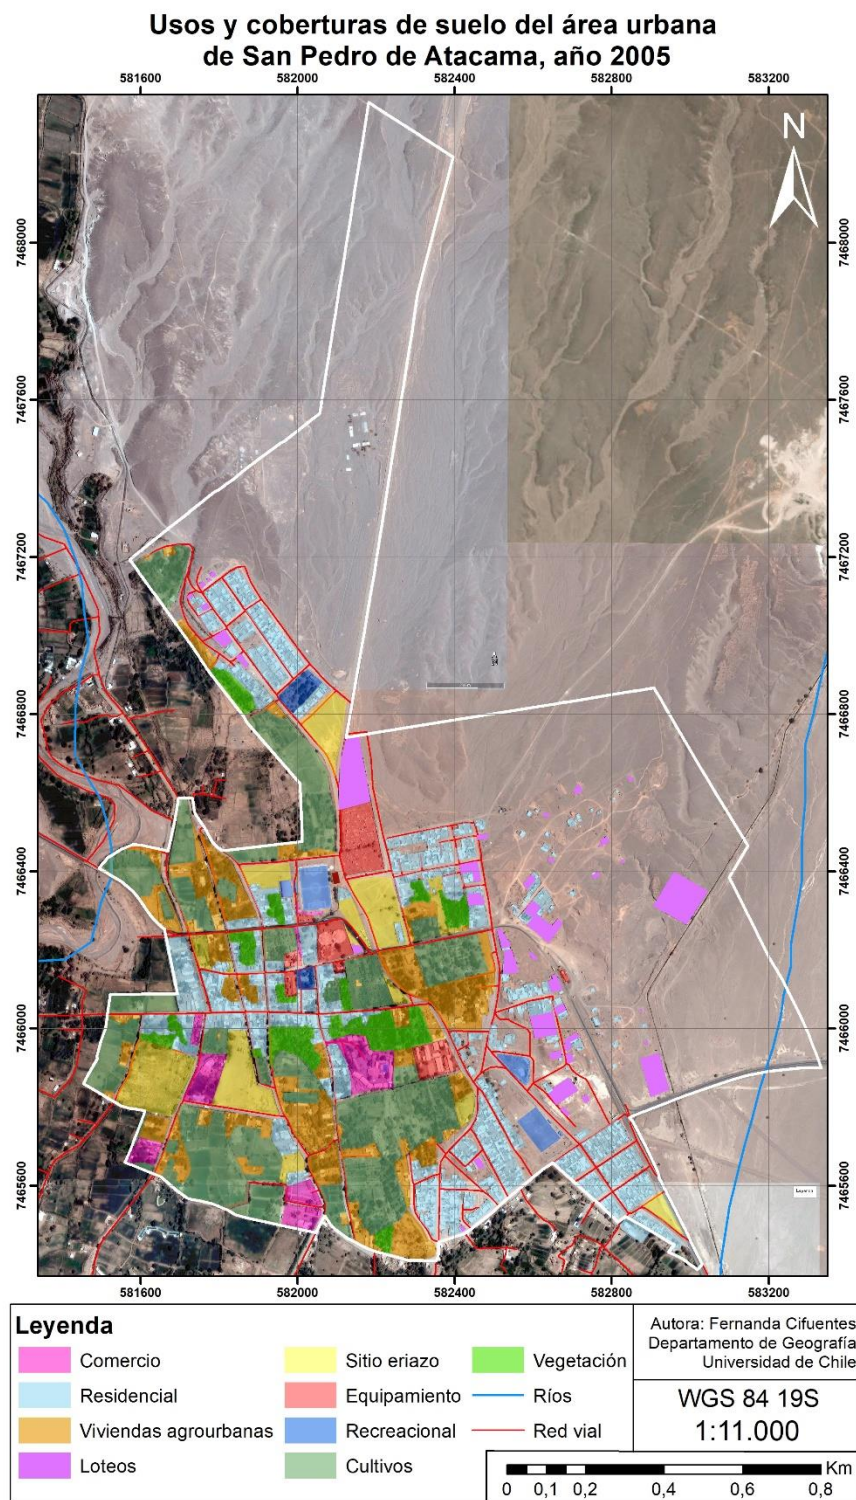 Usos y coberturas de suelo del área urbana
de San Pedro de Atacama, año 2005
581600 582000 582400 582800 583200
N
7468000 7468000
7467600 7467600
7467200 7467200
7466800 7466800
7466400 7466400
7466000 7466000
7465600 7465600
581600 582000 582400 582800 583200
Leyenda
Comercio
Residencial
Viviendas agrourbanas
Loteos
Sitio eriazo
Equipamiento
Recreacional
Cultivos
Vegetación
Ríos
Red vial
Autora: Fernanda Cifuentes
Departamento de Geografía
Universidad de Chile
WGS 84 19S
1:11.000
Km
0 0,1 0,2 0,4 0,6 0,8